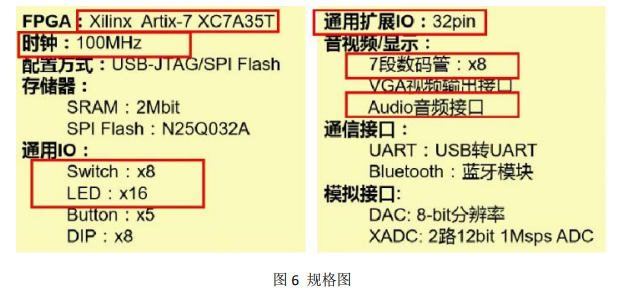 FPGA：Xilinx Artix-7 XC7A35T
时钟：100MHz
配置方式：USB-JTAG/SPI Flash
存储器：
SRAM：2Mbit
SPI Flash：N25Q032A
通用IO：
Switch：x8
LED：x16
Button：x5
DIP：x8
通用扩展IO：32pin
音视频/显示：
7段数码管：x8
VGA视频输出接口
Audio音频接口
通信接口：
UART：USB转UART
Bluetooth：蓝牙模块
模拟接口:
DAC: 8-bit分辨率
XADC: 2路12bit 1Msps ADC
图 6 规格图